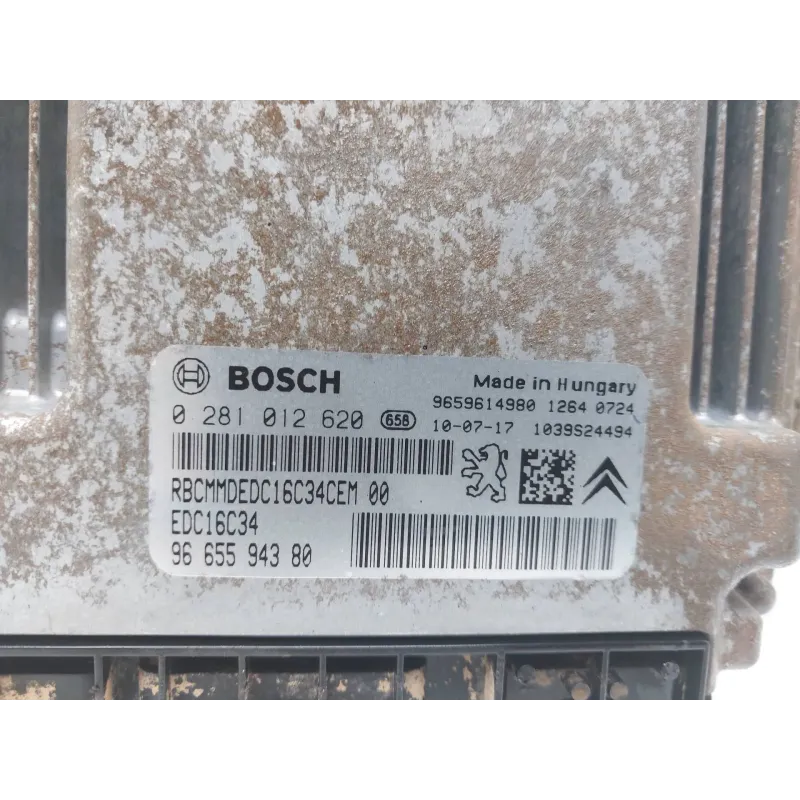 BOSCH
Made in Hungary
9659614980 1264 0724
0 281 012 620 658 10-07-17 1039S24494
RBCMMDEDC16C34CEM 00
EDC16C34
96 655 943 80